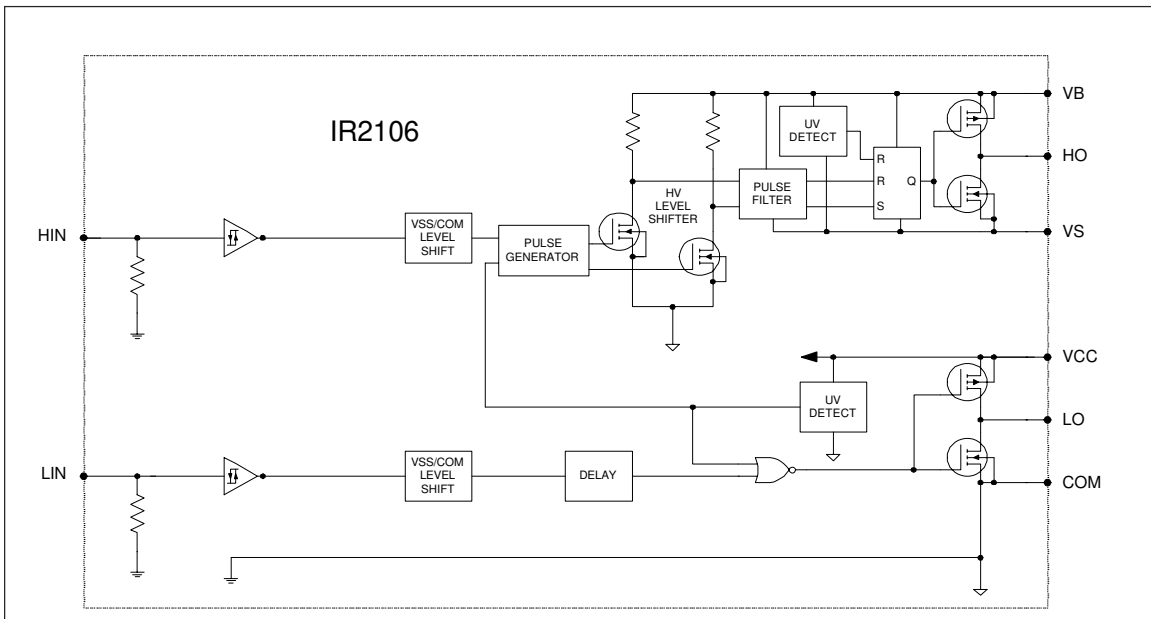 IR2106
VB
UV
DETECT
R
HO
R
Q
PULSE
FILTER
S
HV
LEVEL
SHIFTER
VS
HIN
VSS/COM
LEVEL
SHIFT
PULSE
GENERATOR
VCC
UV
DETECT
LO
LIN
VSS/COM
LEVEL
SHIFT
DELAY
COM